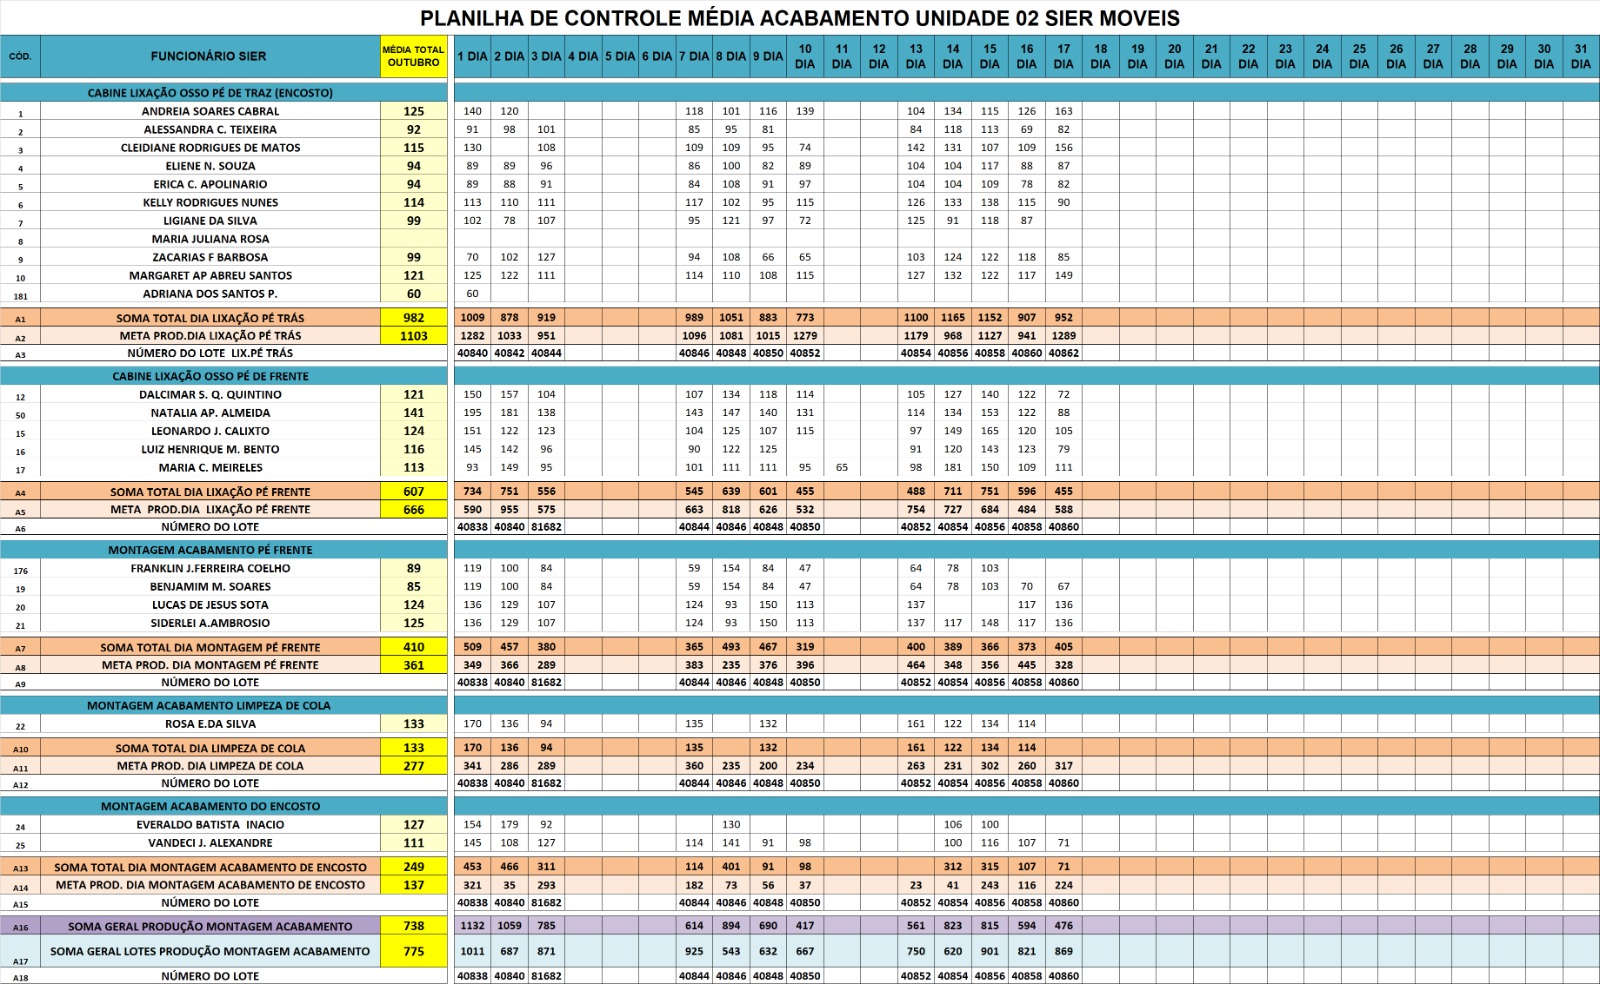 PLANILHA DE CONTROLE MÉDIA ACABAMENTO UNIDADE 02 SIER MOVEIS
CÓD. FUNCIONÁRIO SIER MÉDIA TOTAL OUTUBRO 1 DIA 2 DIA 3 DIA 4 DIA 5 DIA 6 DIA 7 DIA 8 DIA 9 DIA 10 DIA 11 DIA 12 DIA 13 DIA 14 DIA 15 DIA 16 DIA 17 DIA 18 DIA 19 DIA 20 DIA 21 DIA 22 DIA 23 DIA 24 DIA 25 DIA 26 DIA 27 DIA 28 DIA 29 DIA 30 DIA 31 DIA
CABINE LIXAÇÃO OSSO PÉ DE TRAZ (ENCOSTO)
1 ANDREIA SOARES CABRAL 125 140 120 118 101 116 139 104 134 115 126 163
2 ALESSANDRA C. TEIXEIRA 92 91 98 101 85 95 81 84 118 113 69 82
3 CLEIDIANE RODRIGUES DE MATOS 115 130 108 109 109 95 74 142 131 107 109 156
4 ELIENE N. SOUZA 94 89 89 96 86 100 82 89 104 104 117 88 87
5 ERICA C. APOLINARIO 94 89 88 91 84 108 91 97 104 104 109 78 82
6 KELLY RODRIGUES NUNES 114 113 110 111 117 102 95 115 126 133 138 115 90
7 LIGIANE DA SILVA 99 102 78 107 95 121 97 72 125 91 118 87
8 MARIA JULIANA ROSA
9 ZACARIAS F BARBOSA 99 70 102 127 94 108 66 65 103 124 122 118 85
10 MARGARET AP ABREU SANTOS 121 125 122 111 114 110 108 115 127 132 122 117 149
181 ADRIANA DOS SANTOS P. 60 60
A1 SOMA TOTAL DIA LIXAÇÃO PÉ TRÁS 982 1009 878 919 989 1051 883 773 1100 1165 1152 907 952
A2 META PROD.DIA LIXAÇÃO PÉ TRÁS 1103 1282 1033 951 1096 1081 1015 1279 1179 968 1127 941 1289
A3 NÚMERO DO LOTE LIX.PÉ TRÁS 40840 40842 40844 40846 40848 40850 40852 40854 40856 40858 40860 40862
CABINE LIXAÇÃO OSSO PÉ DE FRENTE
12 DALCIMAR S. Q. QUINTINO 121 150 157 104 107 134 118 114 105 127 140 122 72
50 NATALIA AP. ALMEIDA 141 195 181 138 143 147 140 131 114 134 153 122 88
15 LEONARDO J. CALIXTO 124 151 122 123 104 125 107 115 97 149 165 120 105
16 LUIZ HENRIQUE M. BENTO 116 145 142 96 90 122 125 91 120 143 123 79
17 MARIA C. MEIRELES 113 93 149 95 101 111 111 95 65 98 181 150 109 111
A4 SOMA TOTAL DIA LIXAÇÃO PÉ FRENTE 607 734 751 556 545 639 601 455 488 711 751 596 455
A5 META PROD.DIA LIXAÇÃO PÉ FRENTE 666 590 955 575 663 818 626 532 754 727 684 484 588
A6 NÚMERO DO LOTE 40838 40840 81682 40844 40846 40848 40850 40852 40854 40856 40858 40860
MONTAGEM ACABAMENTO PÉ FRENTE
176 FRANKLIN J.FERREIRA COELHO 89 119 100 84 59 154 84 47 64 78 103
19 BENJAMIM M. SOARES 85 119 100 84 59 154 84 47 64 78 103 70 67
20 LUCAS DE JESUS SOTA 124 136 129 107 124 93 150 113 137 117 136
21 SIDERLEI A.AMBROSIO 125 136 129 107 124 93 150 113 137 117 148 117 136
A7 SOMA TOTAL DIA MONTAGEM PÉ FRENTE 410 509 457 380 365 493 467 319 400 389 366 373 405
A8 META PROD. DIA MONTAGEM PÉ FRENTE 361 349 366 289 383 235 376 396 464 348 356 445 328
A9 NÚMERO DO LOTE 40838 40840 81682 40844 40846 40848 40850 40852 40854 40856 40858 40860
MONTAGEM ACABAMENTO LIMPEZA DE COLA
22 ROSA E.DA SILVA 133 170 136 94 135 132 161 122 134 114
A10 SOMA TOTAL DIA LIMPEZA DE COLA 133 170 136 94 135 132 161 122 134 114
A11 META PROD. DIA LIMPEZA DE COLA 277 341 286 289 360 235 200 234 263 231 302 260 317
A12 NÚMERO DO LOTE 40838 40840 81682 40844 40846 40848 40850 40852 40854 40856 40858 40860
MONTAGEM ACABAMENTO DO ENCOSTO
24 EVERALDO BATISTA INACIO 127 154 179 92 130 106 100
25 VANDECI J. ALEXANDRE 111 145 108 127 114 141 91 98 100 116 107 71
A13 SOMA TOTAL DIA MONTAGEM ACABAMENTO DE ENCOSTO 249 453 466 311 114 401 91 98 312 315 107 71
A14 META PROD. DIA MONTAGEM ACABAMENTO DE ENCOSTO 137 321 35 293 182 73 56 37 23 41 243 116 224
A15 NÚMERO DO LOTE 40838 40840 81682 40844 40846 40848 40850 40852 40854 40856 40858 40860
A16 SOMA GERAL PRODUÇÃO MONTAGEM ACABAMENTO 738 1132 1059 785 614 894 690 417 561 823 815 594 476
A17 SOMA GERAL LOTES PRODUÇÃO MONTAGEM ACABAMENTO 775 1011 687 871 925 543 632 667 750 620 901 821 869
A18 NÚMERO DO LOTE 40838 40840 81682 40844 40846 40848 40850 40852 40854 40856 40858 40860